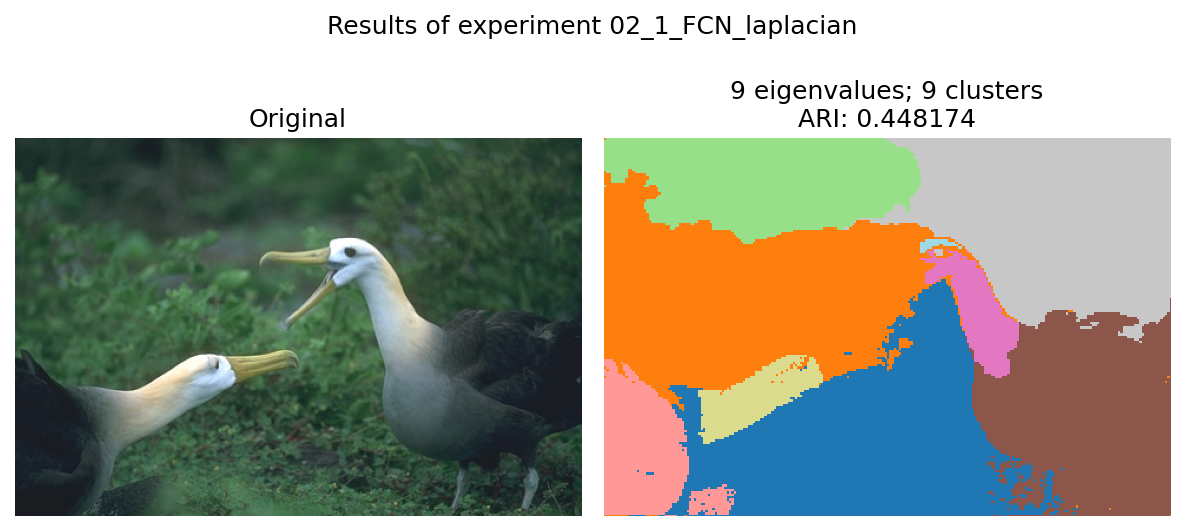 Results of experiment 02_1_FCN_laplacian
Original
9 eigenvalues; 9 clusters
ARI: 0.448174